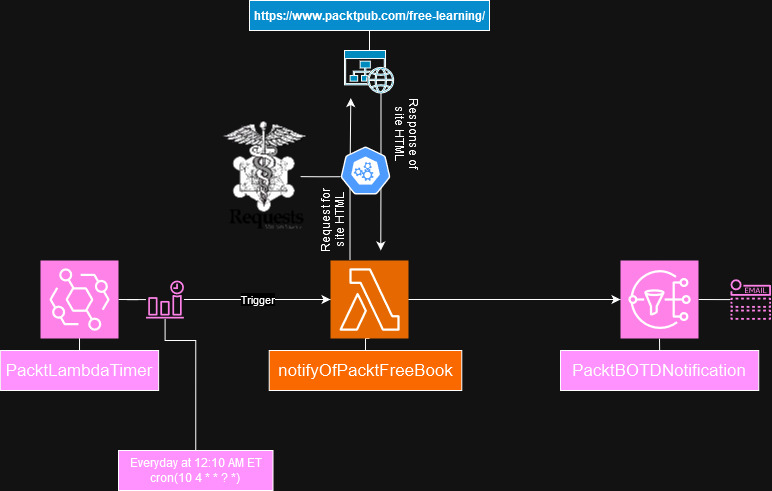 https://www.packtpub.com/free-learning/
Response of
site HTML
Requests
Request for
site HTML
Trigger
EMAIL
PacktLambdaTimer
notifyOfPacktFreeBook
PacktBOTDNotification
Everyday at 12:10 AM ET
cron(10 4 * * ? *)